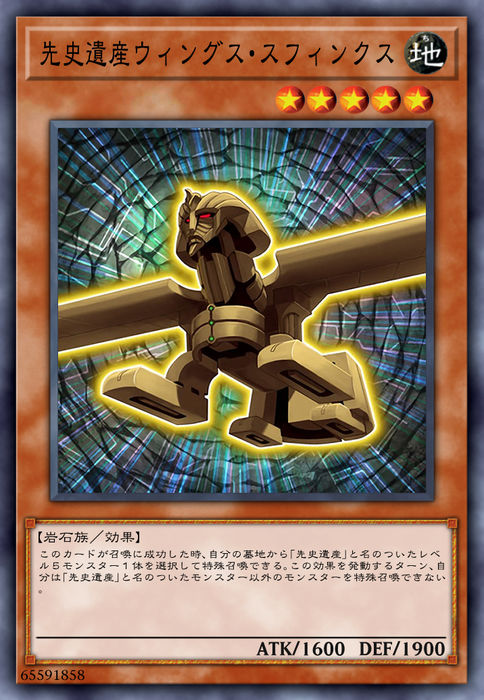 先史遺産ウィングス・スフィンクス
地
ち
【岩石族／効果】
このカードが召喚に成功した時、自分の墓地から「先史遺産」と名のついたレベ
ル５モンスター１体を選択して特殊召喚できる。この効果を発動するターン、自
分は「先史遺産」と名のついたモンスター以外のモンスターを特殊召喚できない
。
ATK/1600 DEF/1900
65591858